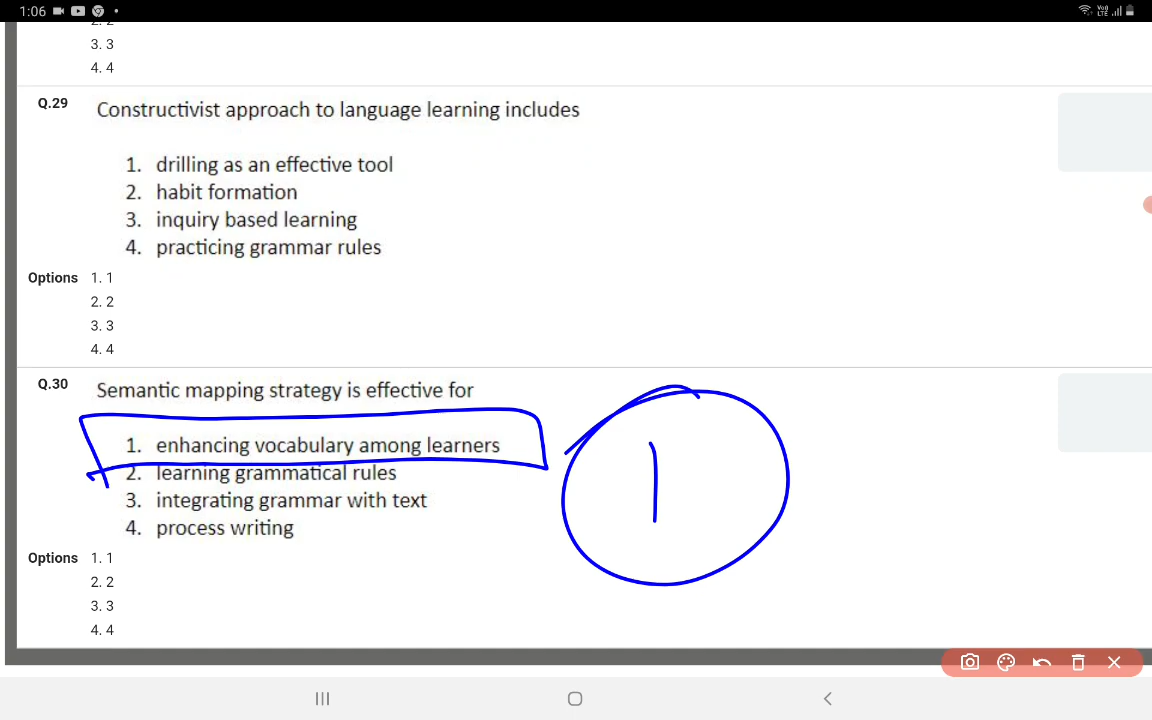 1:06
2. 2
3. 3
4. 4
Q.29 Constructivist approach to language learning includes
1. drilling as an effective tool
2. habit formation
3. inquiry based learning
4. practicing grammar rules
Options 1. 1
2. 2
3. 3
4. 4
Q.30 Semantic mapping strategy is effective for
1. enhancing vocabulary among learners
2. learning grammatical rules
3. integrating grammar with text
4. process writing
1
Options 1. 1
2. 2
3. 3
4. 4